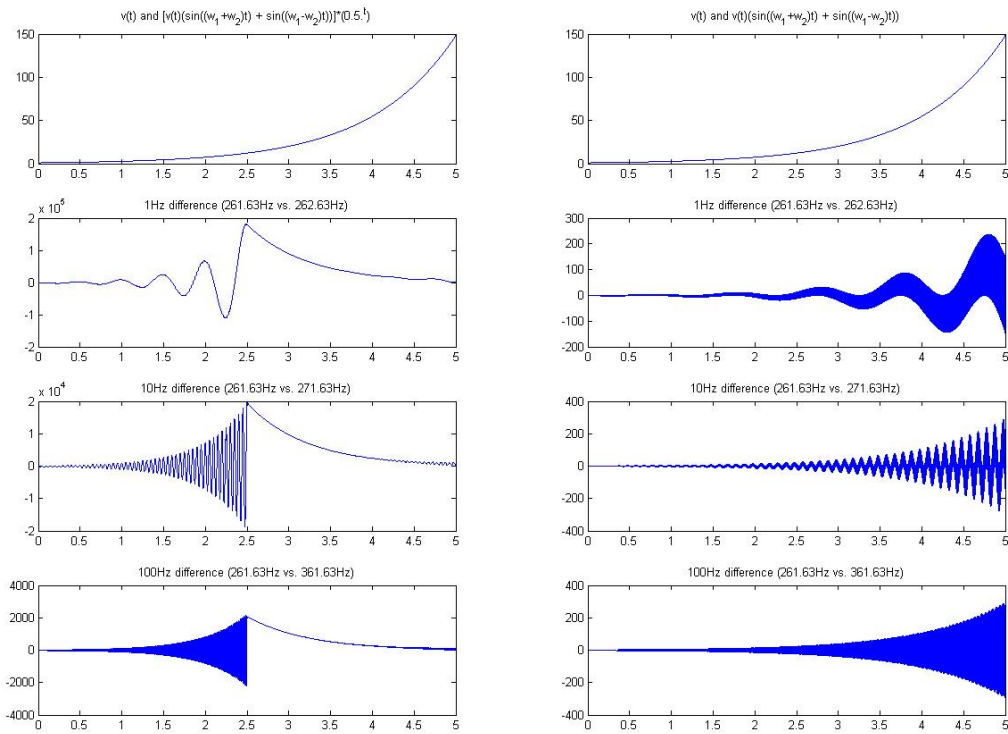 v(t) and [v(t)(sin((w₁+w₂)t) + sin((w₁-w₂)t))]*(0.5.ᵗ)
150
100
50
0
0 0.5 1 1.5 2 2.5 3 3.5 4 4.5 5
x 10⁵ 1Hz difference (261.63Hz vs. 262.63Hz)
2
1
0
-1
-2
0 0.5 1 1.5 2 2.5 3 3.5 4 4.5 5
x 10⁴ 10Hz difference (261.63Hz vs. 271.63Hz)
2
1
0
-1
-2
0 0.5 1 1.5 2 2.5 3 3.5 4 4.5 5
100Hz difference (261.63Hz vs. 361.63Hz)
4000
2000
0
-2000
-4000
0 0.5 1 1.5 2 2.5 3 3.5 4 4.5 5
v(t) and v(t)(sin((w₁+w₂)t) + sin((w₁-w₂)t))
150
100
50
0
0 0.5 1 1.5 2 2.5 3 3.5 4 4.5 5
1Hz difference (261.63Hz vs. 262.63Hz)
300
200
100
0
-100
-200
0 0.5 1 1.5 2 2.5 3 3.5 4 4.5 5
10Hz difference (261.63Hz vs. 271.63Hz)
400
200
0
-200
-400
0 0.5 1 1.5 2 2.5 3 3.5 4 4.5 5
100Hz difference (261.63Hz vs. 361.63Hz)
400
200
0
-200
-400
0 0.5 1 1.5 2 2.5 3 3.5 4 4.5 5